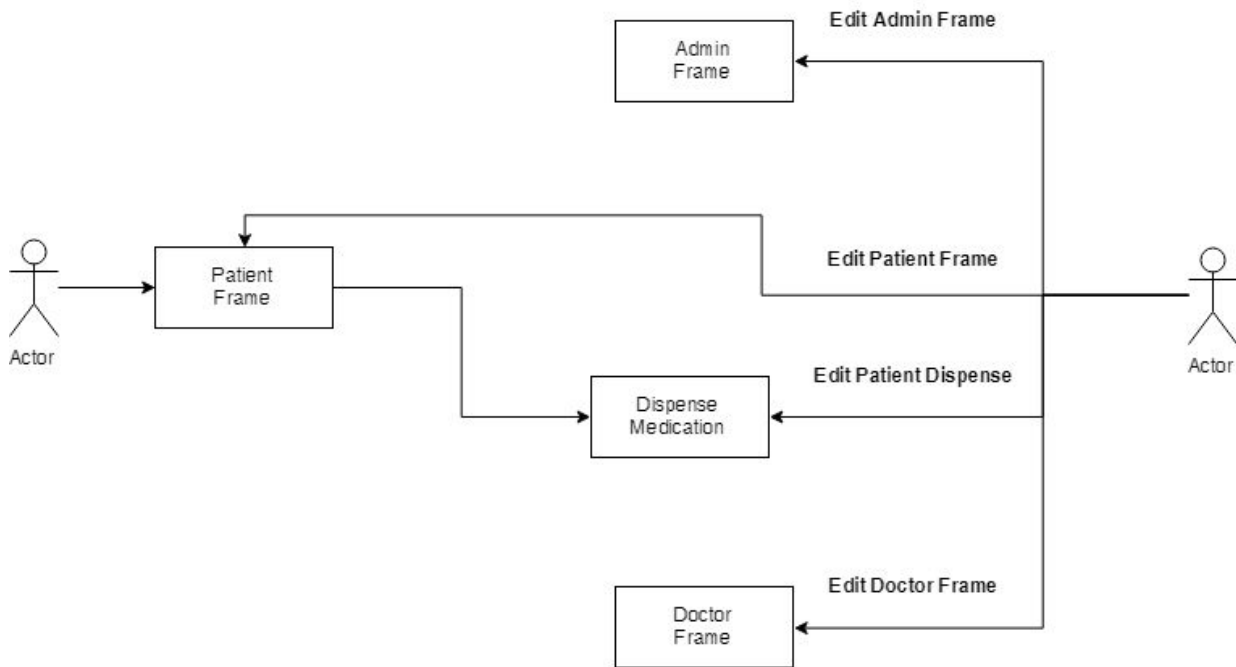 Edit Admin Frame
Admin
Frame
Edit Patient Frame
Patient
Frame
Actor
Actor
Edit Patient Dispense
Dispense
Medication
Edit Doctor Frame
Doctor
Frame